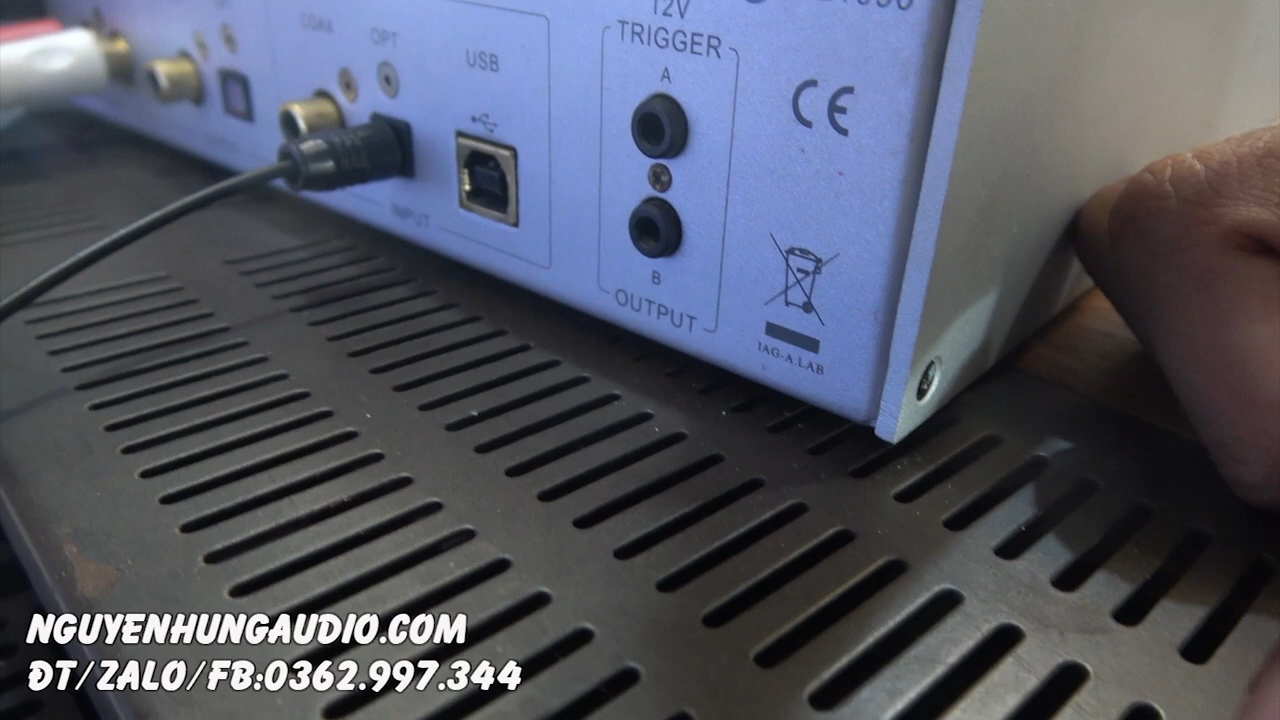 12V
TRIGGER
A
B
OUTPUT
COAX
OPT
USB
INPUT
CE
IAG-A.LAB
NGUYENHUNGAUDIO.COM
ĐT/ZALO/FB:0362.997.344